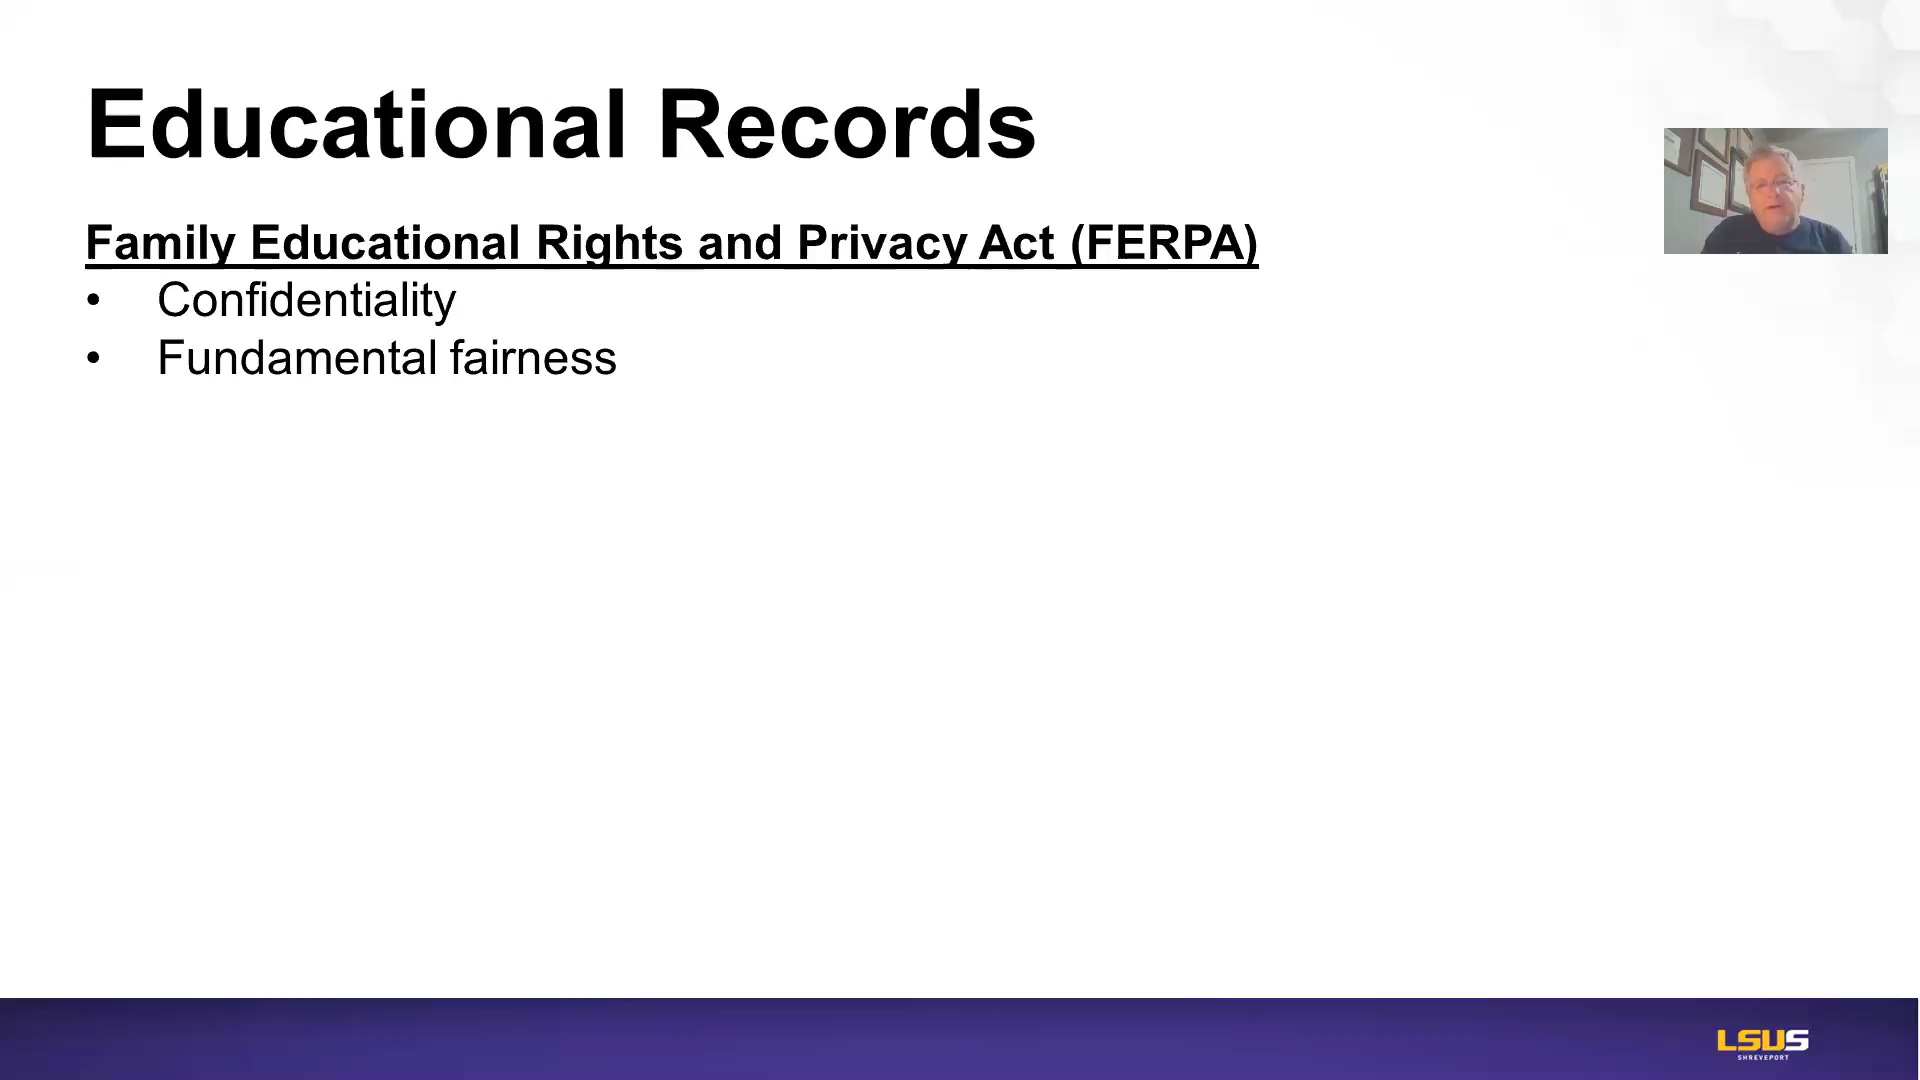 Educational Records
Family Educational Rights and Privacy Act (FERPA)
• Confidentiality
• Fundamental fairness
LSUS
SHREVEPORT